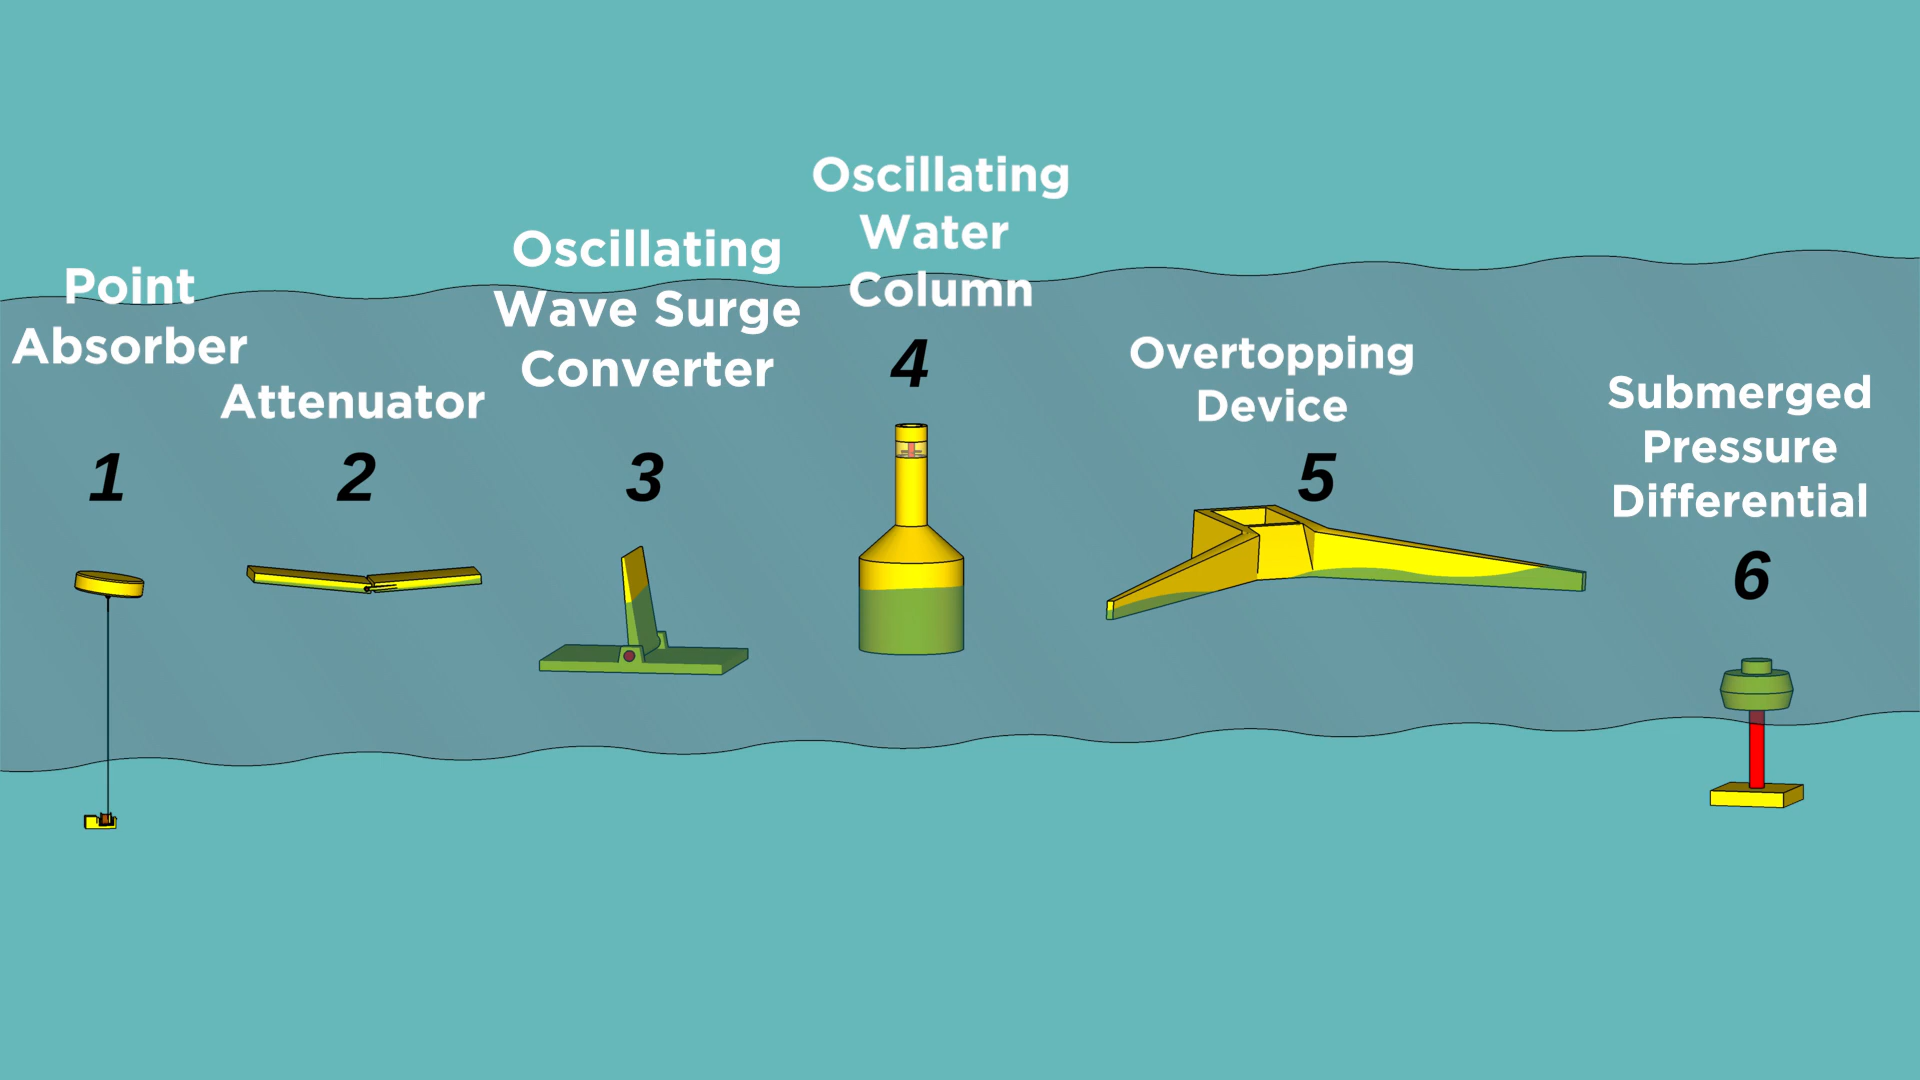 Point
Absorber
1
Attenuator
2
Oscillating
Wave Surge
Converter
3
Oscillating
Water
Column
4
Overtopping
Device
5
Submerged
Pressure
Differential
6